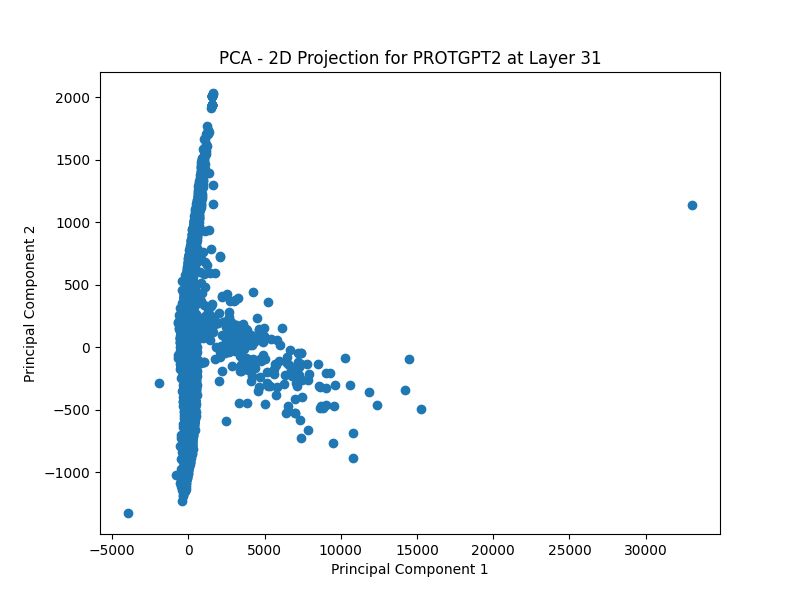 PCA - 2D Projection for PROTGPT2 at Layer 31
2000
1500
1000
500
0
−500
−1000
Principal Component 2
−5000 0 5000 10000 15000 20000 25000 30000
Principal Component 1